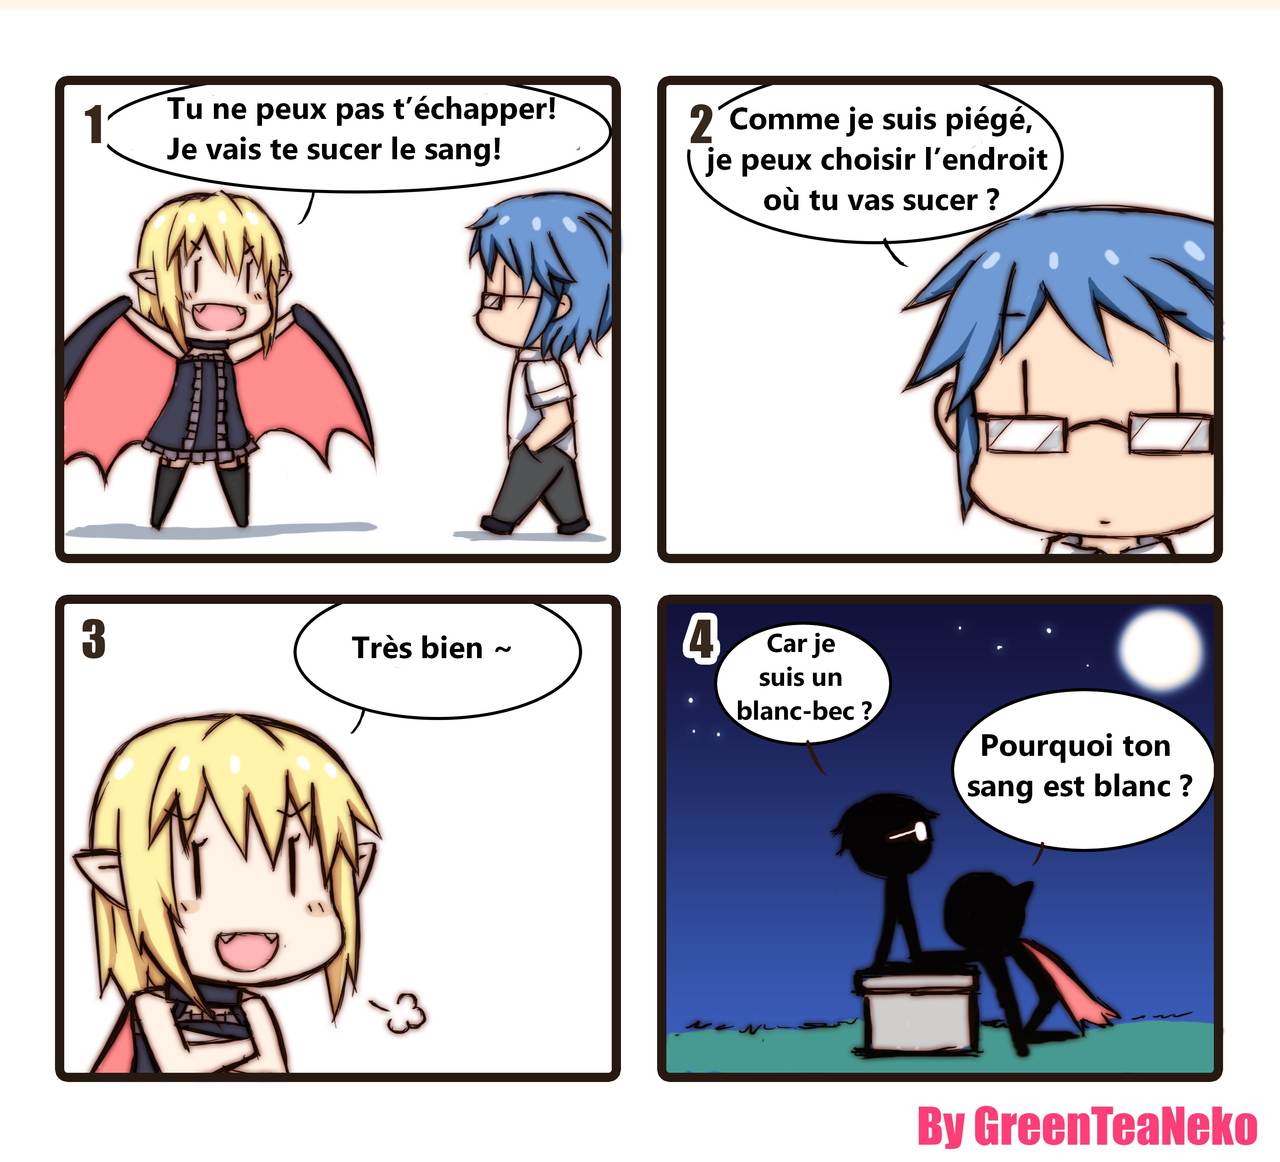 1
Tu ne peux pas t’échapper!
Je vais te sucer le sang!
2
Comme je suis piégé,
je peux choisir l’endroit
où tu vas sucer ?
3
Très bien ~
4
Car je
suis un
blanc-bec ?
Pourquoi ton
sang est blanc ?
By GreenTeaNeko